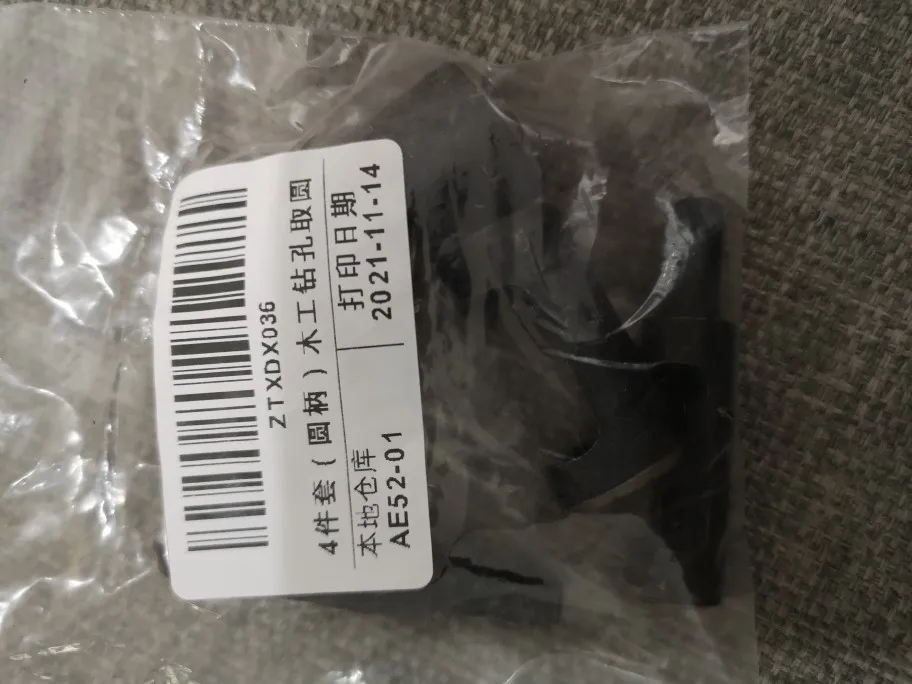 ZTXDX036
4件套(圆柄)木工钻孔取圆
本地仓库
AE52-01
打印日期
2021-11-14